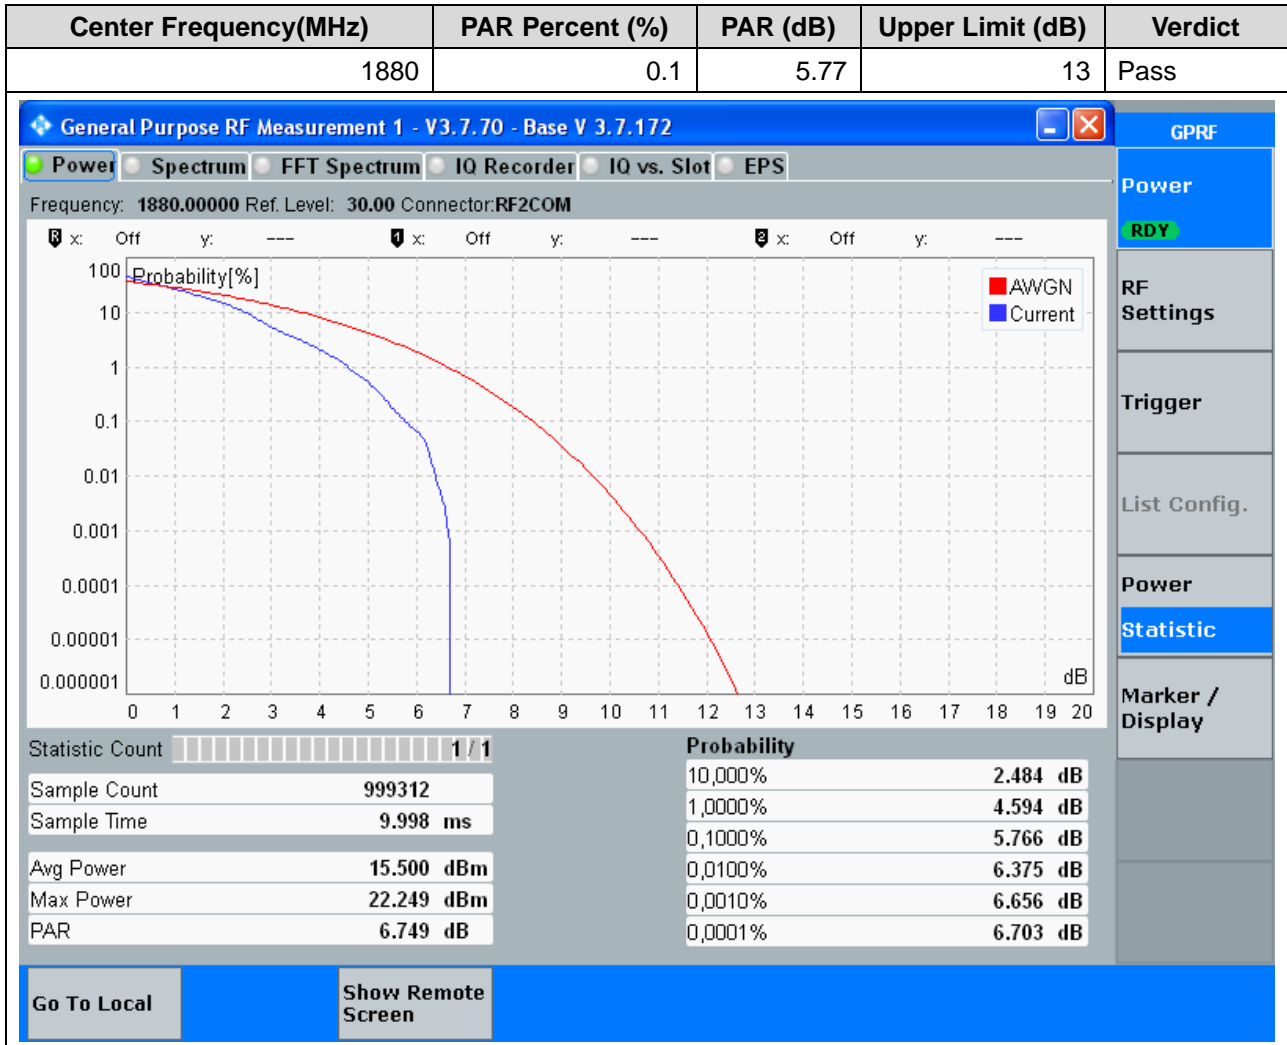 Center Frequency(MHz) PAR Percent (%) PAR (dB) Upper Limit (dB) Verdict
1880 0.1 5.77 13 Pass
General Purpose RF Measurement 1 - V3.7.70 - Base V 3.7.172
GPRF
Power Spectrum FFT Spectrum IQ Recorder IQ vs. Slot EPS
Frequency: 1880.00000 Ref. Level: 30.00 Connector:RF2COM
R x: Off y: --- 1 x: Off y: --- 2 x: Off y: ---
Probability[%]
AWGN
Current
100
10
1
0.1
0.01
0.001
0.0001
0.00001
0.000001
dB
0 1 2 3 4 5 6 7 8 9 10 11 12 13 14 15 16 17 18 19 20
Statistic Count 1 / 1
Sample Count 999312
Sample Time 9.998 ms
Avg Power 15.500 dBm
Max Power 22.249 dBm
PAR 6.749 dB
Probability
10,000% 2.484 dB
1,0000% 4.594 dB
0,1000% 5.766 dB
0,0100% 6.375 dB
0,0010% 6.656 dB
0,0001% 6.703 dB
Power
RDY
RF
Settings
Trigger
List Config.
Power
Statistic
Marker /
Display
Go To Local
Show Remote
Screen